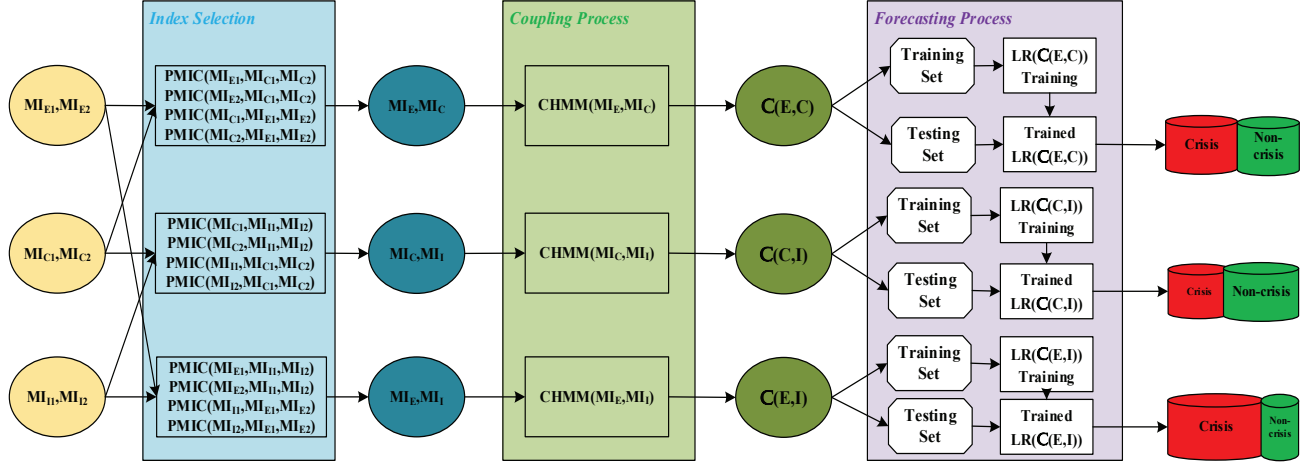 Index Selection
Coupling Process
Forecasting Process
MI_E1,MI_E2
PMIC(MI_E1,MI_C1,MI_C2)
PMIC(MI_E2,MI_C1,MI_C2)
PMIC(MI_C1,MI_E1,MI_E2)
PMIC(MI_C2,MI_E1,MI_E2)
MI_E,MI_C
CHMM(MI_E,MI_C)
ℂ(E,C)
Training
Set
LR(ℂ(E,C))
Training
Testing
Set
Trained
LR(ℂ(E,C))
Crisis
Non-
crisis
MI_C1,MI_C2
PMIC(MI_C1,MI_I1,MI_I2)
PMIC(MI_C2,MI_I1,MI_I2)
PMIC(MI_I1,MI_C1,MI_C2)
PMIC(MI_I2,MI_C1,MI_C2)
MI_C,MI_I
CHMM(MI_C,MI_I)
ℂ(C,I)
Training
Set
LR(ℂ(C,I))
Training
Testing
Set
Trained
LR(ℂ(C,I))
Crisis
Non-crisis
MI_I1,MI_I2
PMIC(MI_E1,MI_I1,MI_I2)
PMIC(MI_E2,MI_I1,MI_I2)
PMIC(MI_I1,MI_E1,MI_E2)
PMIC(MI_I2,MI_E1,MI_E2)
MI_E,MI_I
CHMM(MI_E,MI_I)
ℂ(E,I)
Training
Set
LR(ℂ(E,I))
Training
Testing
Set
Trained
LR(ℂ(E,I))
Crisis
Non-
crisis